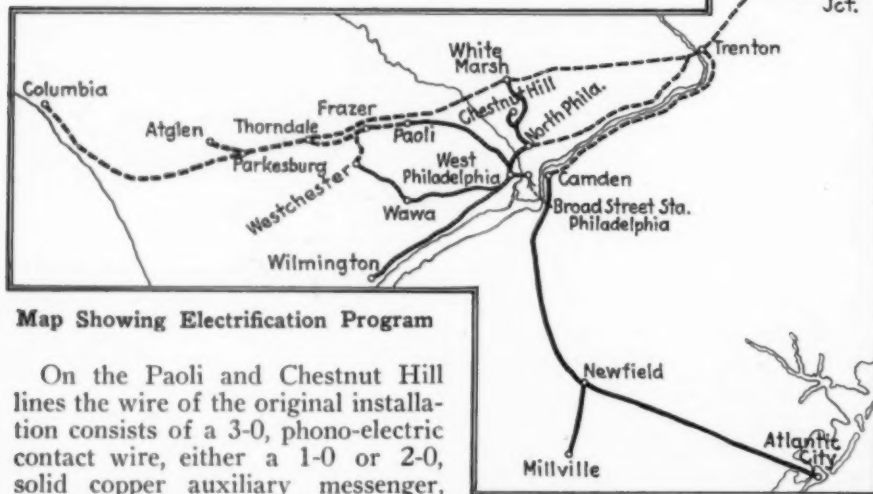 Jct.
White
Marsh
Trenton
Columbia
Chestnut Hill
North Phila.
Frazer
Atglen
Thorndale
Paoli
Parkesburg
West
Philadelphia
Camden
Westchester
Wawa
Broad Street Sta.
Philadelphia
Wilmington
Map Showing Electrification Program
On the Paoli and Chestnut Hill
lines the wire of the original installa-
tion consists of a 3-0, phono-electric
contact wire, either a 1-0 or 2-0,
solid copper auxiliary messenger,
Newfield
Millville
Atlantic
City